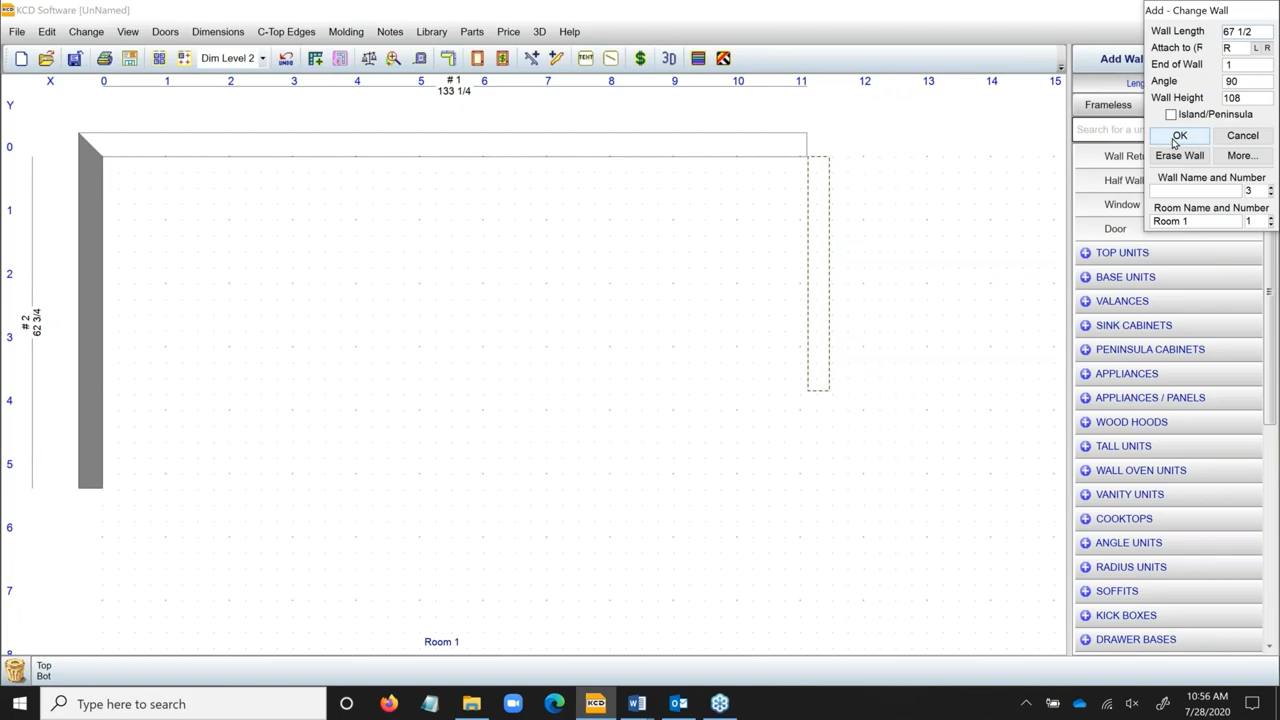 KCD Software [UnNamed]
Add - Change Wall
File Edit Change View Doors Dimensions C-Top Edges Molding Notes Library Parts Price 3D Help
Wall Length 67 1/2
Attach to (R R L R
End of Wall 1
Angle 90
Wall Height 108
Island/Peninsula
OK Cancel
Erase Wall More...
Wall Name and Number
3
Room Name and Number
Room 1 1
Dim Level 2
TEXT
$
3D
Add Wal
Leng
Frameless
Search for a u
Wall Retu
Half Wall
Window
Door
X 0 1 2 3 4 5 6 7 8 9 10 11 12 13 14 15
# 1
133 1/4
Y
0
1
2
3
4
5
6
7
8
# 2
62 3/4
TOP UNITS
BASE UNITS
VALANCES
SINK CABINETS
PENINSULA CABINETS
APPLIANCES
APPLIANCES / PANELS
WOOD HOODS
TALL UNITS
WALL OVEN UNITS
VANITY UNITS
COOKTOPS
ANGLE UNITS
RADIUS UNITS
SOFFITS
KICK BOXES
DRAWER BASES
Room 1
Top
Bot
Type here to search
10:56 AM
7/28/2020